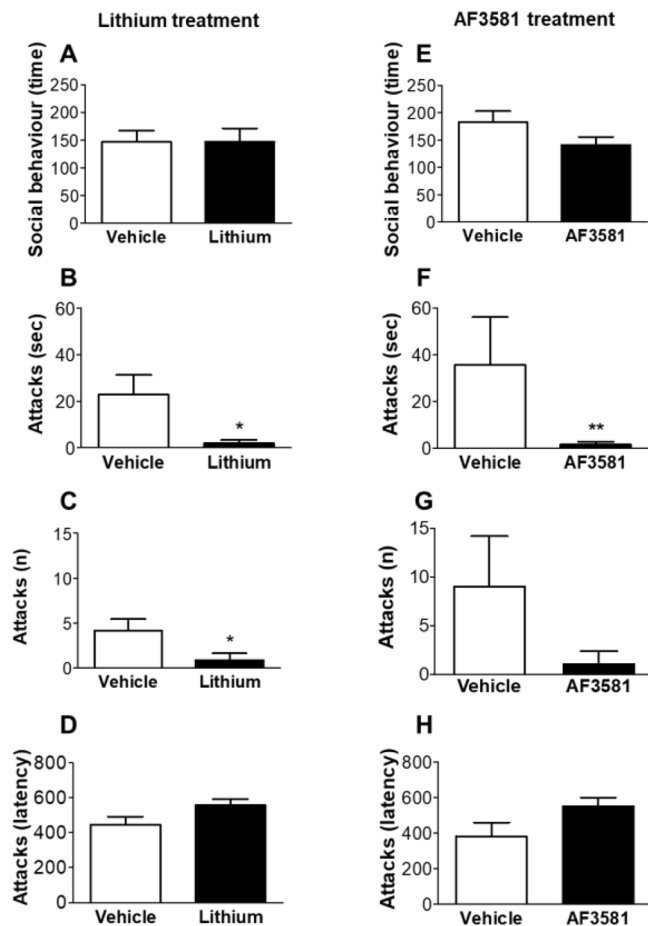 Lithium treatment
A
Social behaviour (time)
250
200
150
100
50
0
Vehicle Lithium
B
Attacks (sec)
60
40
20
0
*
Vehicle Lithium
C
Attacks (n)
15
10
5
0
*
Vehicle Lithium
D
Attacks (latency)
800
600
400
200
0
Vehicle Lithium
AF3581 treatment
E
Social behaviour (time)
250
200
150
100
50
0
Vehicle AF3581
F
Attacks (sec)
60
40
20
0
**
Vehicle AF3581
G
Attacks (n)
15
10
5
0
Vehicle AF3581
H
Attacks (latency)
800
600
400
200
0
Vehicle AF3581